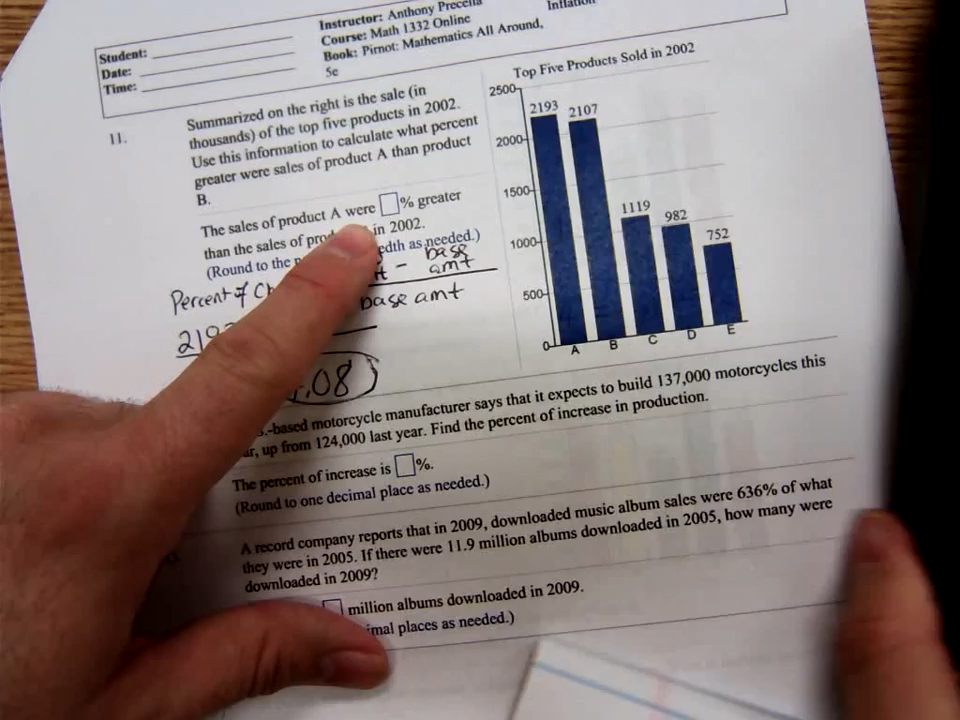 Student:
Date:
Time:
Instructor: Anthony Precella
Course: Math 1332 Online
Book: Pirnot: Mathematics All Around,
5e
Inflation
11.
Summarized on the right is the sale (in
thousands) of the top five products in 2002.
Use this information to calculate what percent
greater were sales of product A than product
B.
The sales of product A were % greater
than the sales of in 2002.
(Round to the as needed.)
Percent of
- base amt
base amt
.08
Top Five Products Sold in 2002
2500
2000
1500
1000
500
0
2193
2107
1119
982
752
A B C D E
-based motorcycle manufacturer says that it expects to build 137,000 motorcycles this
up from 124,000 last year. Find the percent of increase in production.
The percent of increase is %.
(Round to one decimal place as needed.)
A record company reports that in 2009, downloaded music album sales were 636% of what
they were in 2005. If there were 11.9 million albums downloaded in 2005, how many were
downloaded in 2009?
million albums downloaded in 2009.
places as needed.)